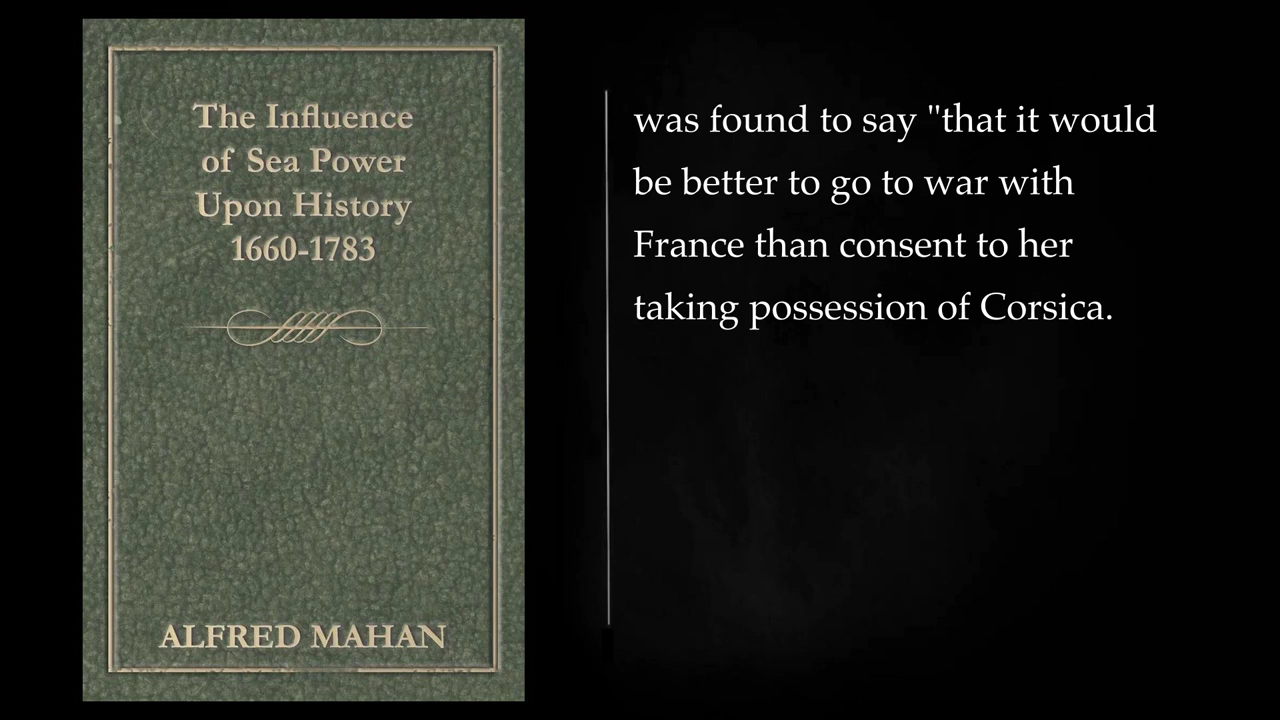 The Influence
of Sea Power
Upon History
1660-1783
ALFRED MAHAN
was found to say "that it would
be better to go to war with
France than consent to her
taking possession of Corsica.